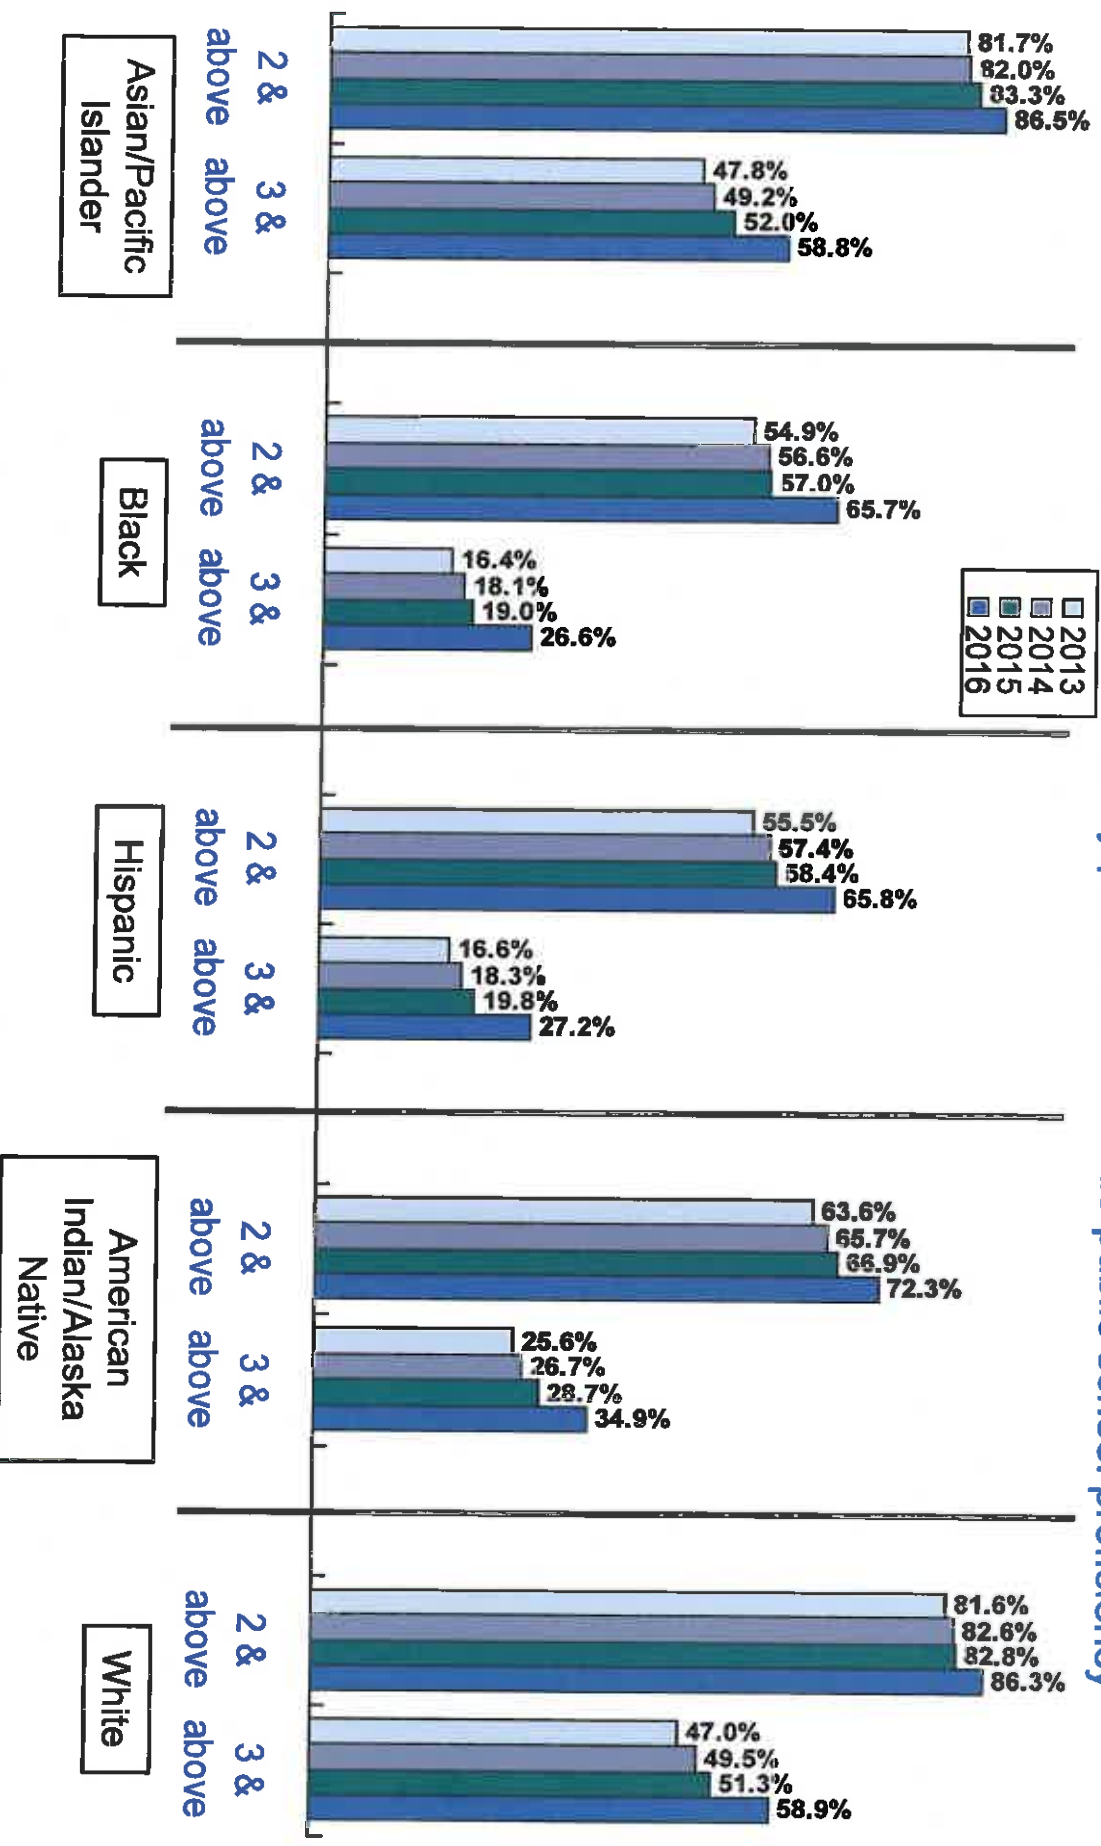 public school proficiency
2013
2014
2015
2016
81.7%
82.0%
83.3%
86.5%
47.8%
49.2%
52.0%
58.8%
54.9%
56.6%
57.0%
65.7%
16.4%
18.1%
19.0%
26.6%
55.5%
57.4%
58.4%
65.8%
16.6%
18.3%
19.8%
27.2%
63.6%
65.7%
66.9%
72.3%
25.6%
26.7%
28.7%
34.9%
81.6%
82.6%
82.8%
86.3%
47.0%
49.5%
51.3%
58.9%
2 &
above
3 &
above
2 &
above
3 &
above
2 &
above
3 &
above
2 &
above
3 &
above
2 &
above
3 &
above
Asian/Pacific
Islander
Black
Hispanic
American
Indian/Alaska
Native
White